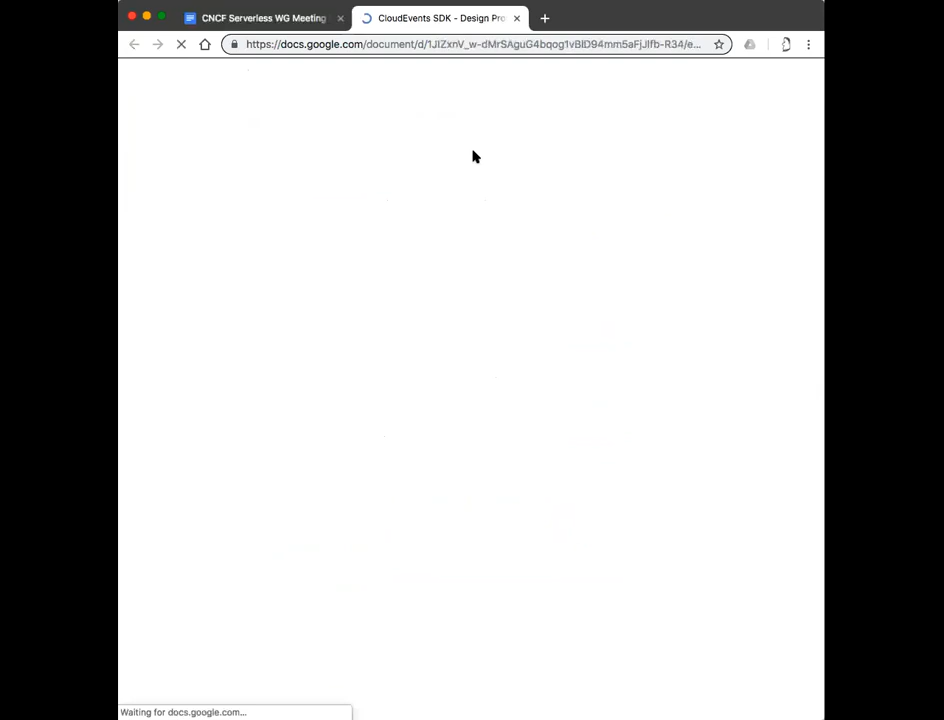 CNCF Serverless WG Meeting
CloudEvents SDK - Design Pro
https://docs.google.com/document/d/1JIZxnV_w-dMrSAguG4bqog1vBlD94mm5aFjJlfb-R34/e...
Waiting for docs.google.com...